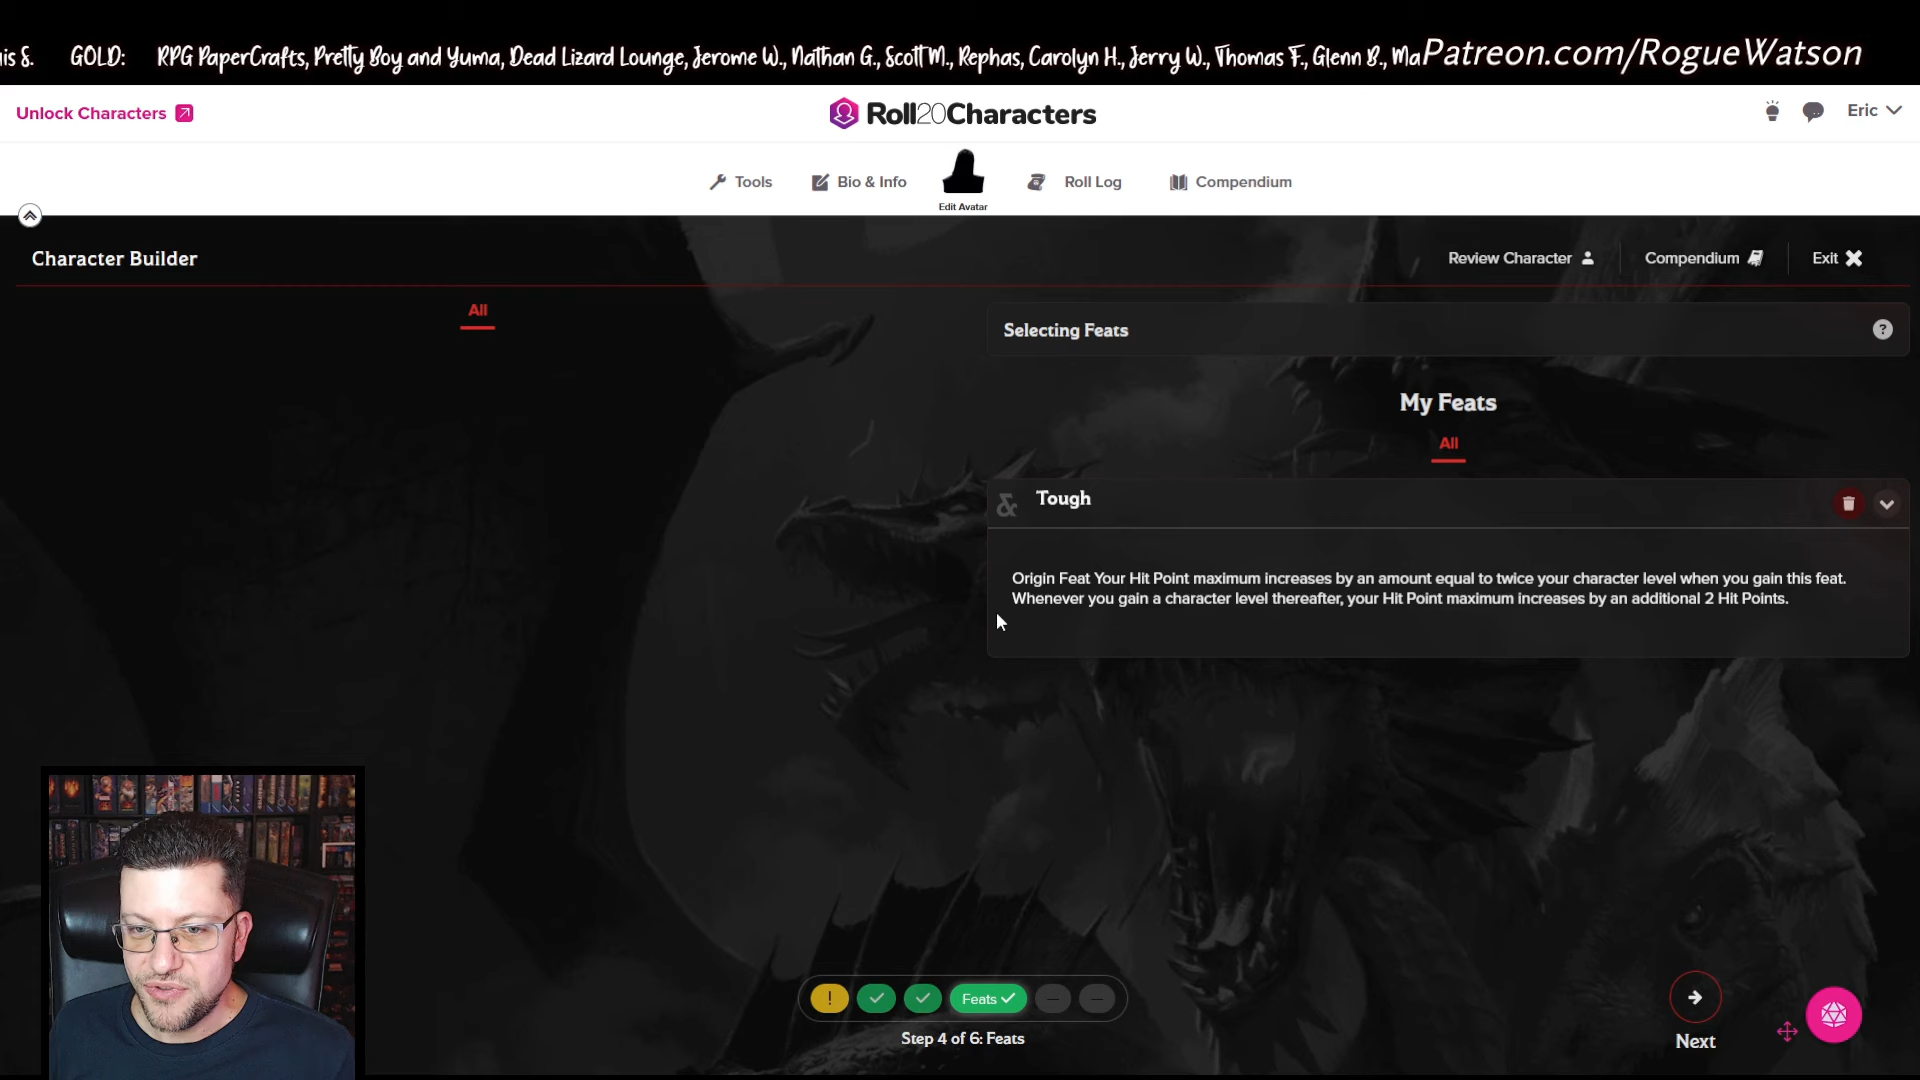 is S. GOLD: RPG PaperCrafts, Pretty Boy and Yuma, Dead Lizard Lounge, Jerome W., Nathan G., Scott M., Rephas, Carolyn H., Jerry W., Thomas F., Glenn B., Ma Patreon.com/RogueWatson
Unlock Characters
Roll20Characters
Eric
Tools
Bio & Info
Edit Avatar
Roll Log
Compendium
Character Builder
Review Character
Compendium
Exit
All
Selecting Feats
?
My Feats
All
&
Tough
Origin Feat Your Hit Point maximum increases by an amount equal to twice your character level when you gain this feat.
Whenever you gain a character level thereafter, your Hit Point maximum increases by an additional 2 Hit Points.
!
Feats
Step 4 of 6: Feats
Next